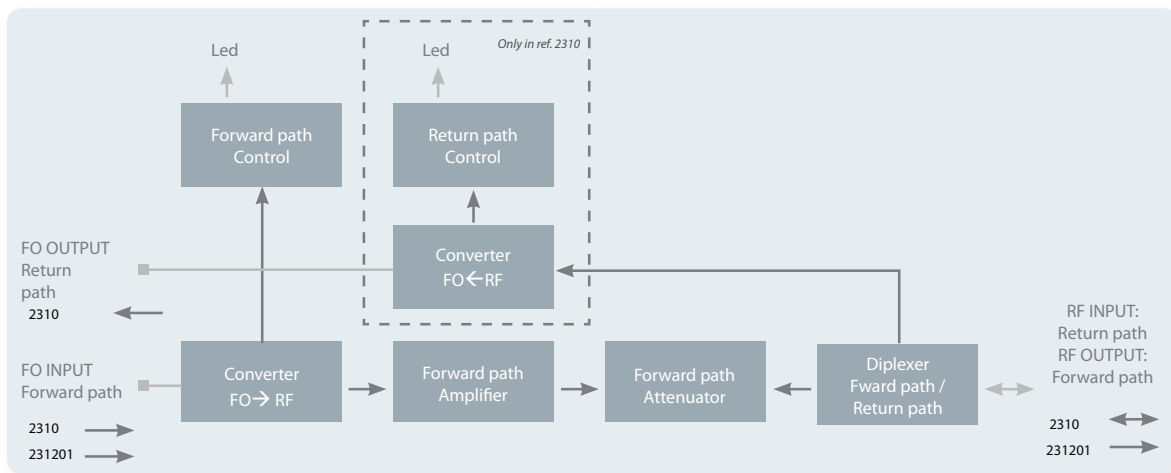 Only in ref. 2310
Led
Led
Forward path
Control
Return path
Control
FO OUTPUT
Return
path
2310
Converter
FO←RF
RF INPUT:
Return path
RF OUTPUT:
Forward path
FO INPUT
Forward path
Converter
FO→ RF
Forward path
Amplifier
Forward path
Attenuator
Diplexer
Fward path /
Return path
2310
231201
2310
231201